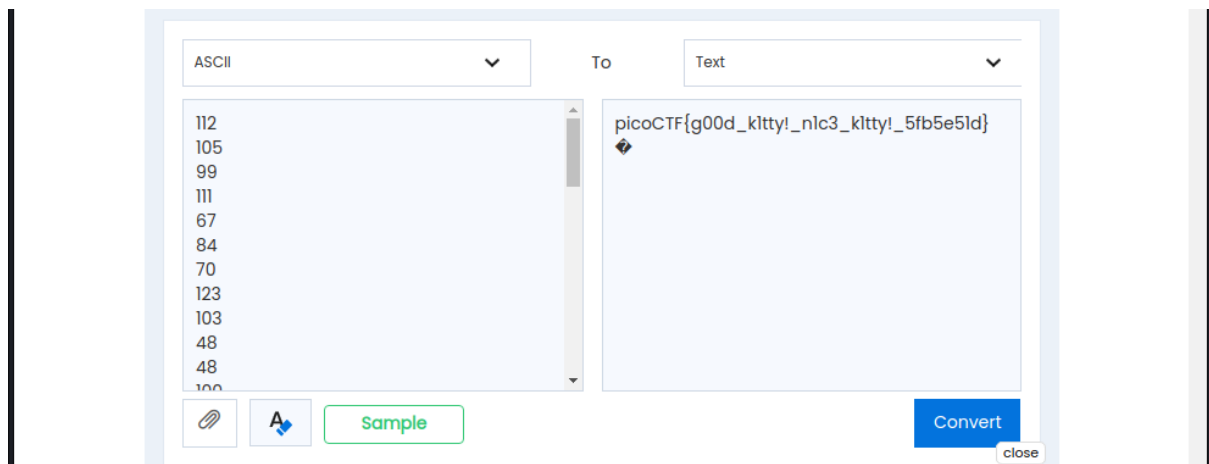 ASCII To Text
112
105
99
111
67
84
70
123
103
48
48
100
picoCTF{g00d_k1tty!_n1c3_k1tty!_5fb5e51d}
�
Sample
Convert
close